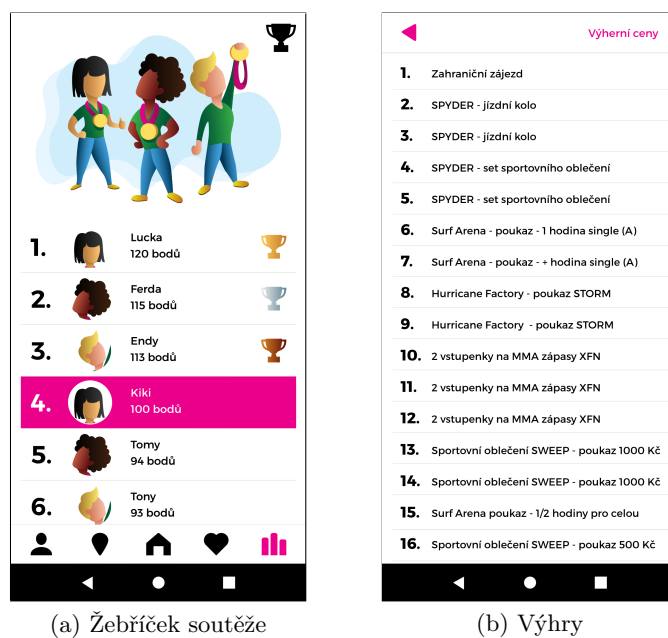 1.
Lucka
120 bodů
2.
Ferda
115 bodů
3.
Endy
113 bodů
4.
Kiki
100 bodů
5.
Tomy
94 bodů
6.
Tony
93 bodů
(a) Žebříček soutěže
Výherní ceny
1. Zahraniční zájezd
2. SPYDER - jízdní kolo
3. SPYDER - jízdní kolo
4. SPYDER - set sportovního oblečení
5. SPYDER - set sportovního oblečení
6. Surf Arena - poukaz - 1 hodina single (A)
7. Surf Arena - poukaz - + hodina single (A)
8. Hurricane Factory - poukaz STORM
9. Hurricane Factory - poukaz STORM
10. 2 vstupenky na MMA zápasy XFN
11. 2 vstupenky na MMA zápasy XFN
12. 2 vstupenky na MMA zápasy XFN
13. Sportovní oblečení SWEEP - poukaz 1000 Kč
14. Sportovní oblečení SWEEP - poukaz 1000 Kč
15. Surf Arena poukaz - 1/2 hodiny pro celou
16. Sportovní oblečení SWEEP - poukaz 500 Kč
(b) Výhry